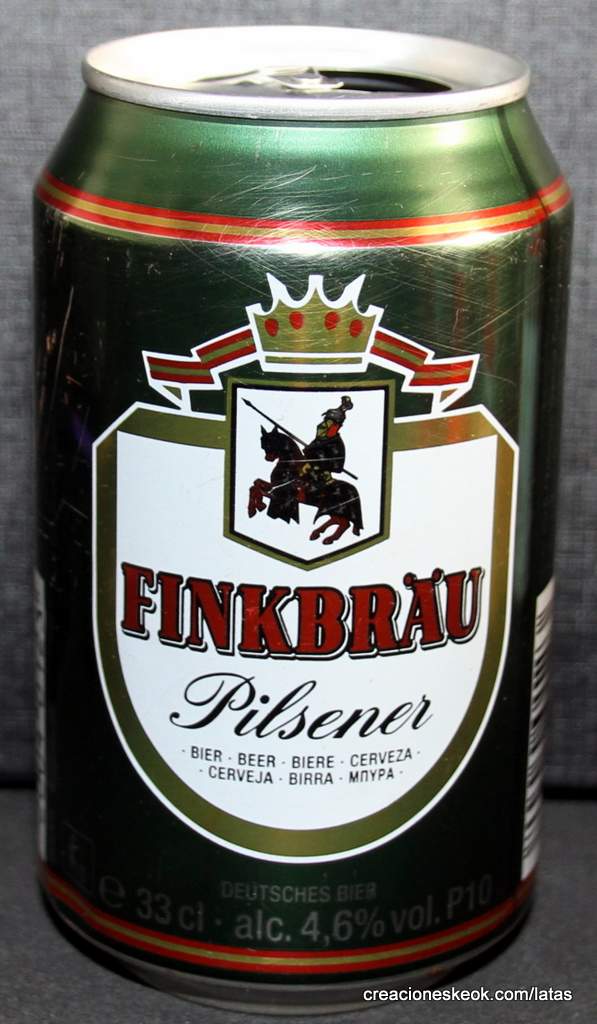 FINKBRÄU
Pilsener
· BIER · BEER · BIERE · CERVEZA ·
· CERVEJA · BIRRA · ΜΠΥΡΑ ·
DEUTSCHES BIER
℮ 33 cl · alc. 4,6% vol. P10
creacioneskeok.com/latas